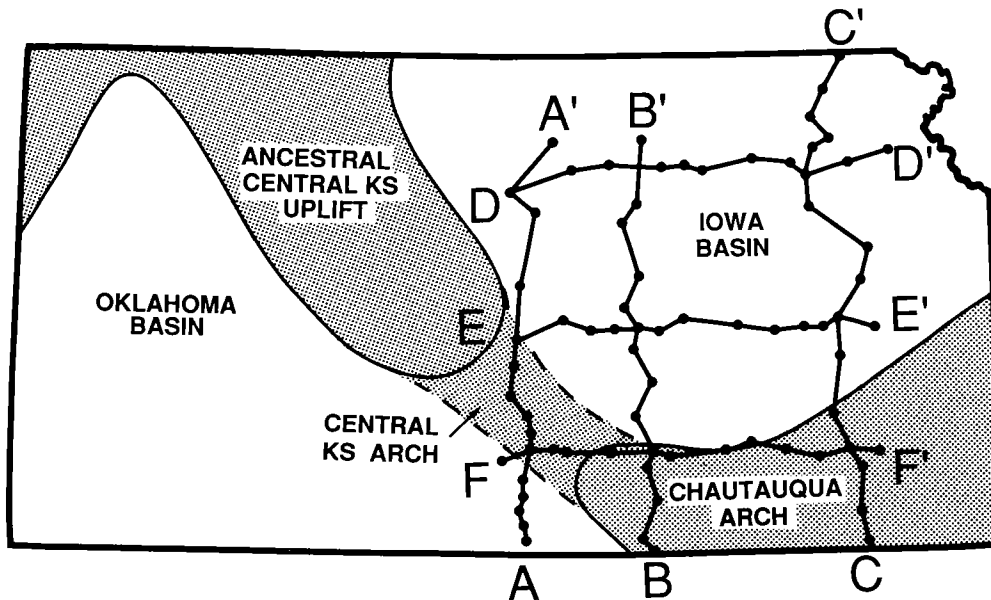 C'
A'
B'
ANCESTRAL
CENTRAL KS
UPLIFT
D
D'
IOWA
BASIN
OKLAHOMA
BASIN
E
E'
CENTRAL
KS ARCH
F
F'
CHAUTAUQUA
ARCH
A
B
C